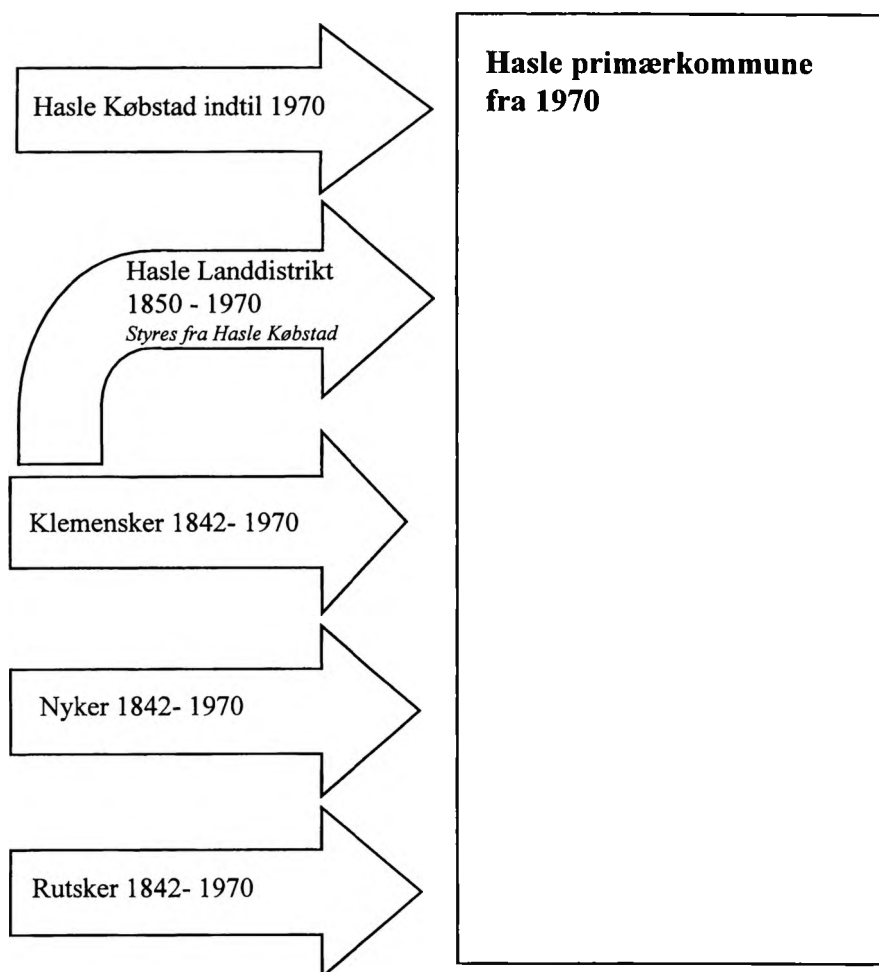 Hasle Købstad indtil 1970
Hasle Landdistrikt
1850 - 1970
Styres fra Hasle Købstad
Klemensker 1842- 1970
Nyker 1842- 1970
Rutsker 1842- 1970
Hasle primærkommune
fra 1970